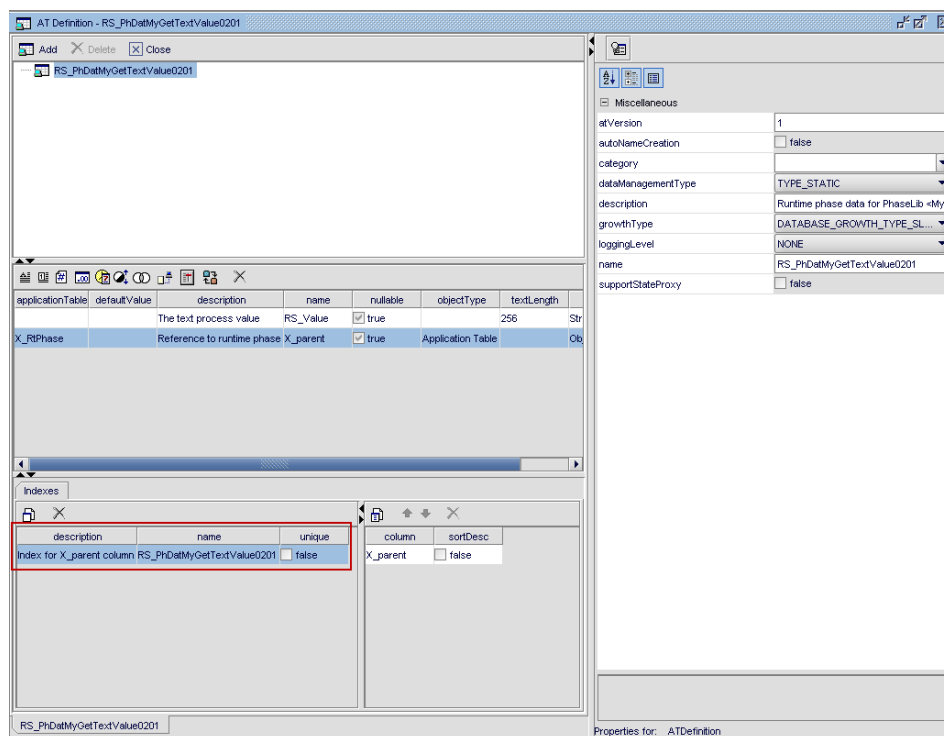 AT Definition - RS_PhDatMyGetTextValue0201
Add Delete Close
RS_PhDatMyGetTextValue0201
applicationTable defaultValue description name nullable objectType textLength
The text process value RS_Value true 256 Str
X_RtPhase Reference to runtime phase X_parent true Application Table Ob
Indexes
description name unique
Index for X_parent column RS_PhDatMyGetTextValue0201 false
column sortDesc
X_parent false
RS_PhDatMyGetTextValue0201
Miscellaneous
atVersion 1
autoNameCreation false
category
dataManagementType TYPE_STATIC
description Runtime phase data for PhaseLib <My
growthType DATABASE_GROWTH_TYPE_SL...
loggingLevel NONE
name RS_PhDatMyGetTextValue0201
supportStateProxy false
Properties for: ATDefinition